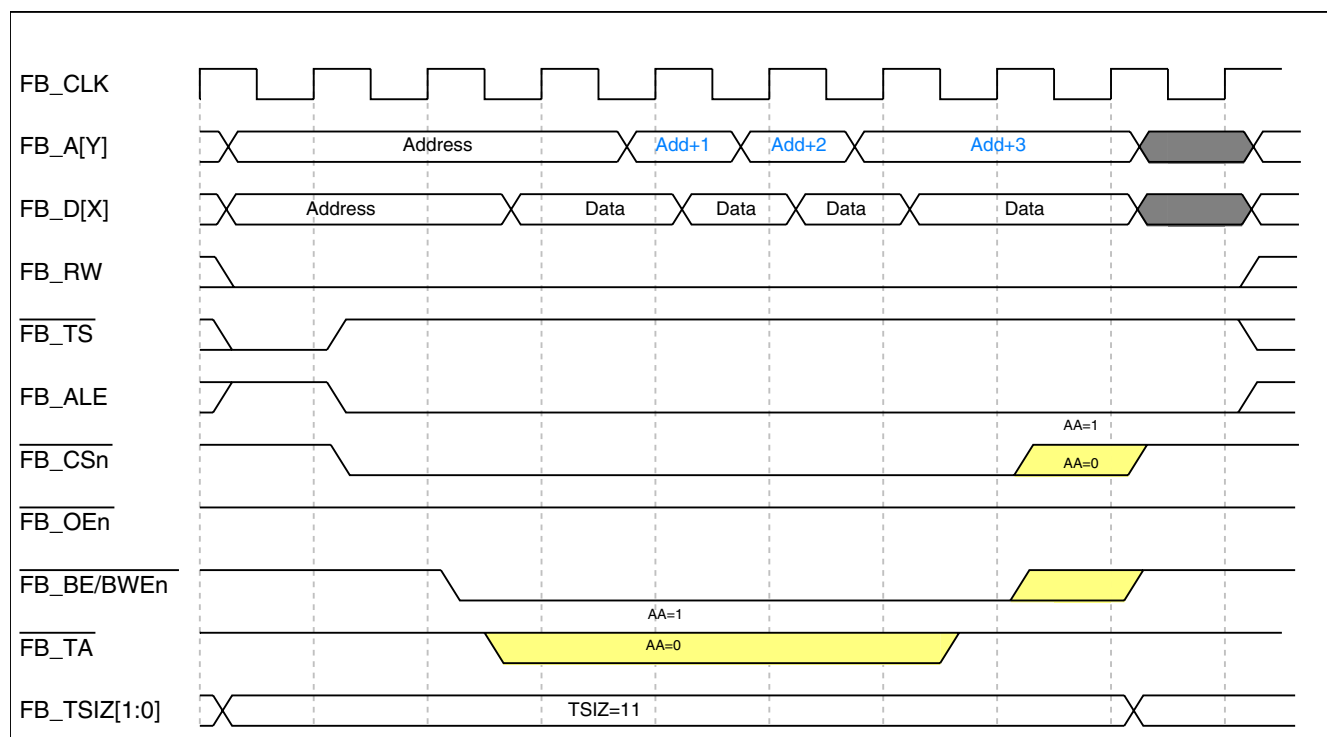 FB_CLK
FB_A[Y] Address Add+1 Add+2 Add+3
FB_D[X] Address Data Data Data Data
FB_RW
FB_TS
FB_ALE
AA=1
FB_CSn AA=0
FB_OEn
FB_BE/BWEn
AA=1
FB_TA AA=0
FB_TSIZ[1:0] TSIZ=11